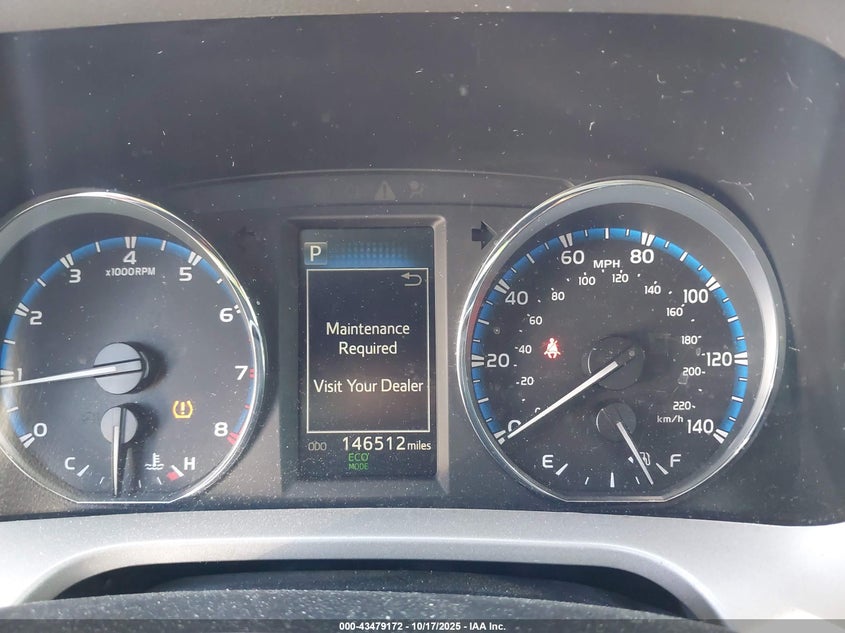 0
1
2
3
4
5
6
7
8
x1000RPM
C
H
P
Maintenance
Required
Visit Your Dealer
ODO 146512 miles
ECO
MODE
0
20
40
60
80
100
120
140
MPH
20
40
60
80
100
120
140
160
180
200
220
km/h
E
F
000-43479172 - 10/17/2025 - IAA Inc.